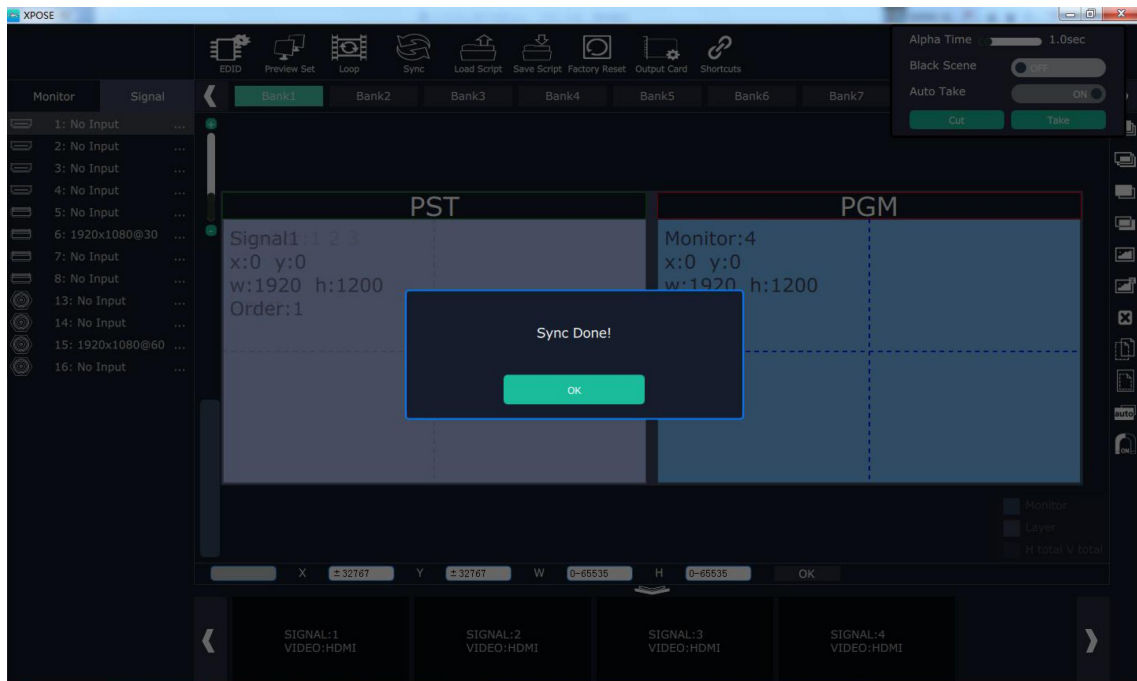 XPOSE
Alpha Time 1.0sec
Black Scene OFF
Auto Take ON
Cut Take
EDID Preview Set Loop Sync Load Script Save Script Factory Reset Output Card Shortcuts
Monitor Signal
Bank1 Bank2 Bank3 Bank4 Bank5 Bank6 Bank7
1: No Input ...
2: No Input ...
3: No Input ...
4: No Input ...
5: No Input ...
6: 1920x1080@30 ...
7: No Input ...
8: No Input ...
13: No Input ...
14: No Input ...
15: 1920x1080@60 ...
16: No Input ...
PST
Signal1:1 2 3
x:0 y:0
w:1920 h:1200
Order:1
PGM
Monitor:4
x:0 y:0
w:1920 h:1200
Sync Done!
OK
auto
ON
Monitor
Layer
H total V total
X ±32767 Y ±32767 W 0-65535 H 0-65535 OK
SIGNAL:1
VIDEO:HDMI
SIGNAL:2
VIDEO:HDMI
SIGNAL:3
VIDEO:HDMI
SIGNAL:4
VIDEO:HDMI